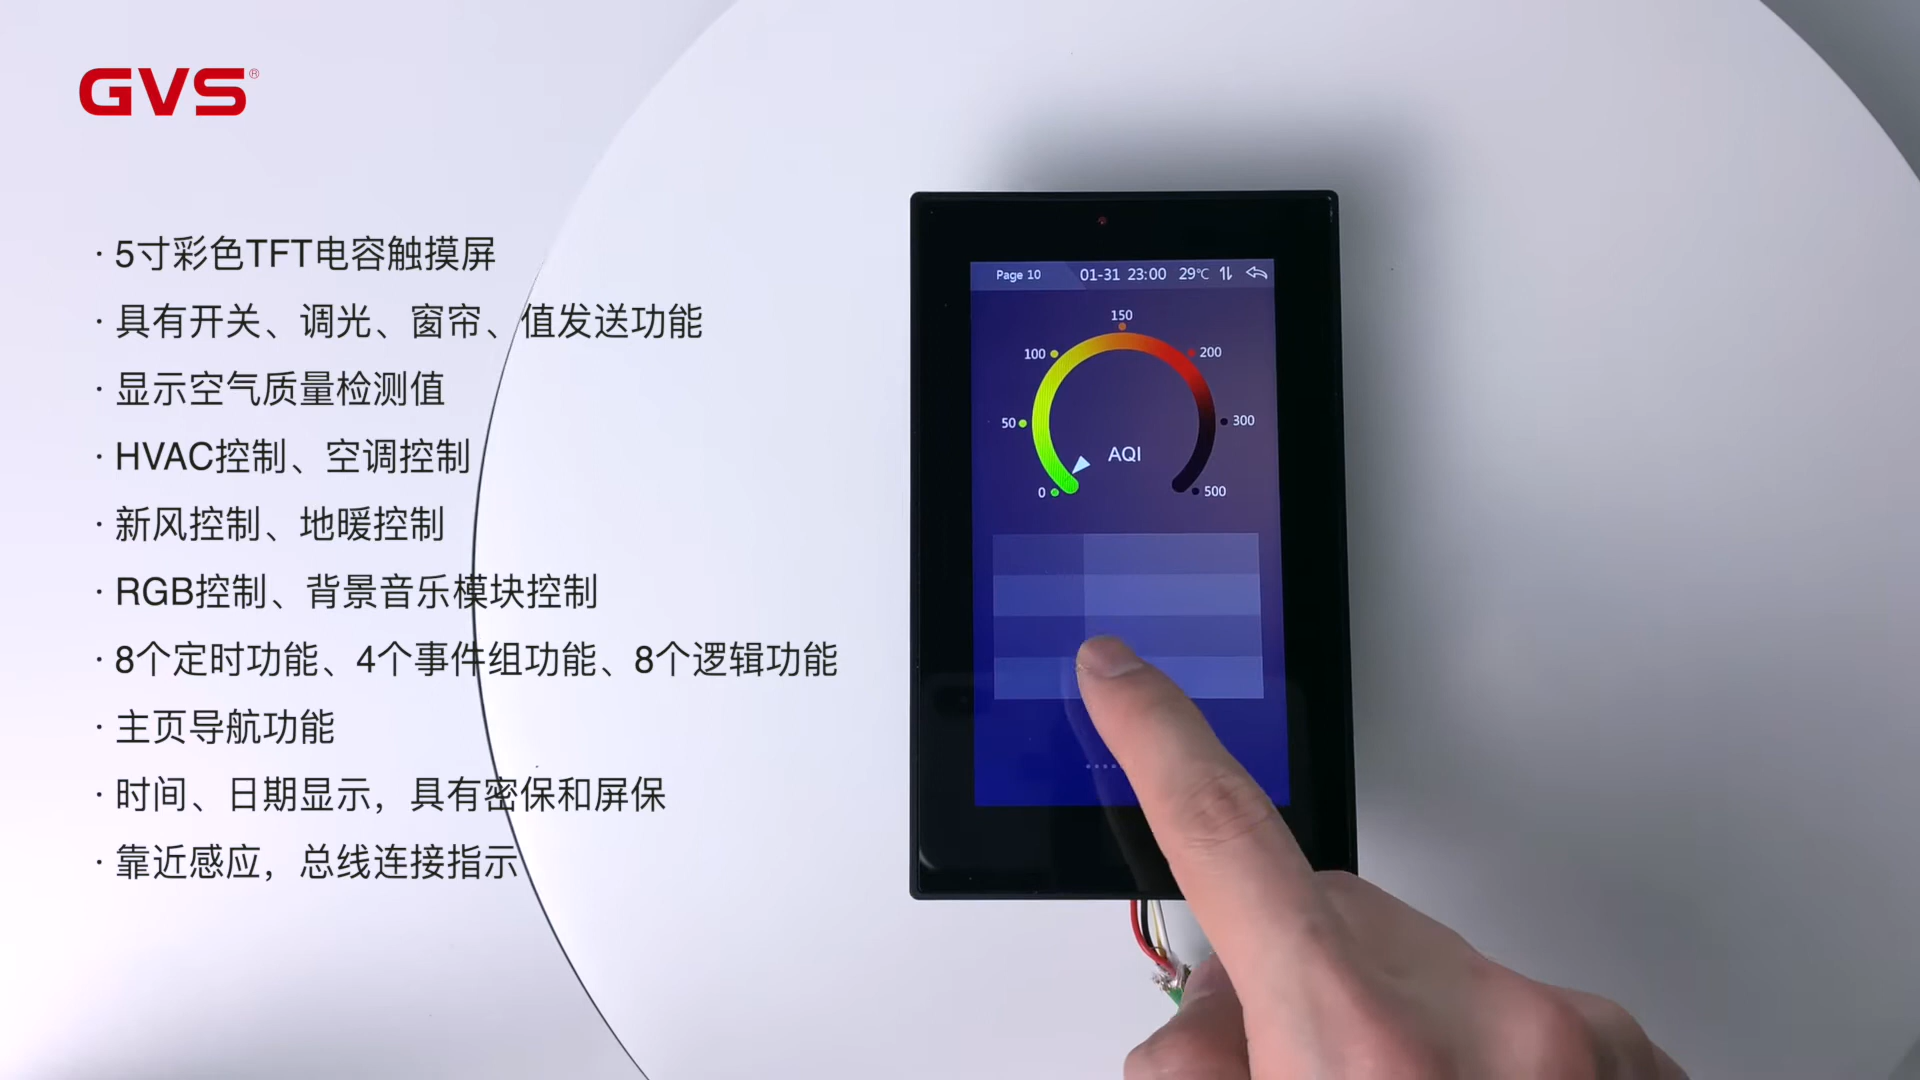 GVS®
· 5寸彩色TFT电容触摸屏
· 具有开关、调光、窗帘、值发送功能
· 显示空气质量检测值
· HVAC控制、空调控制
· 新风控制、地暖控制
· RGB控制、背景音乐模块控制
· 8个定时功能、4个事件组功能、8个逻辑功能
· 主页导航功能
· 时间、日期显示，具有密保和屏保
· 靠近感应，总线连接指示
Page 10 01-31 23:00 29℃
150
100 200
50 300
AQI
0 500